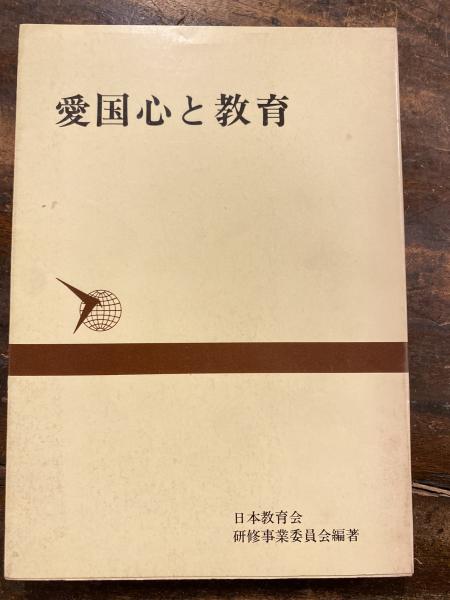 愛国心と教育
日本教育会
研修事業委員会編著